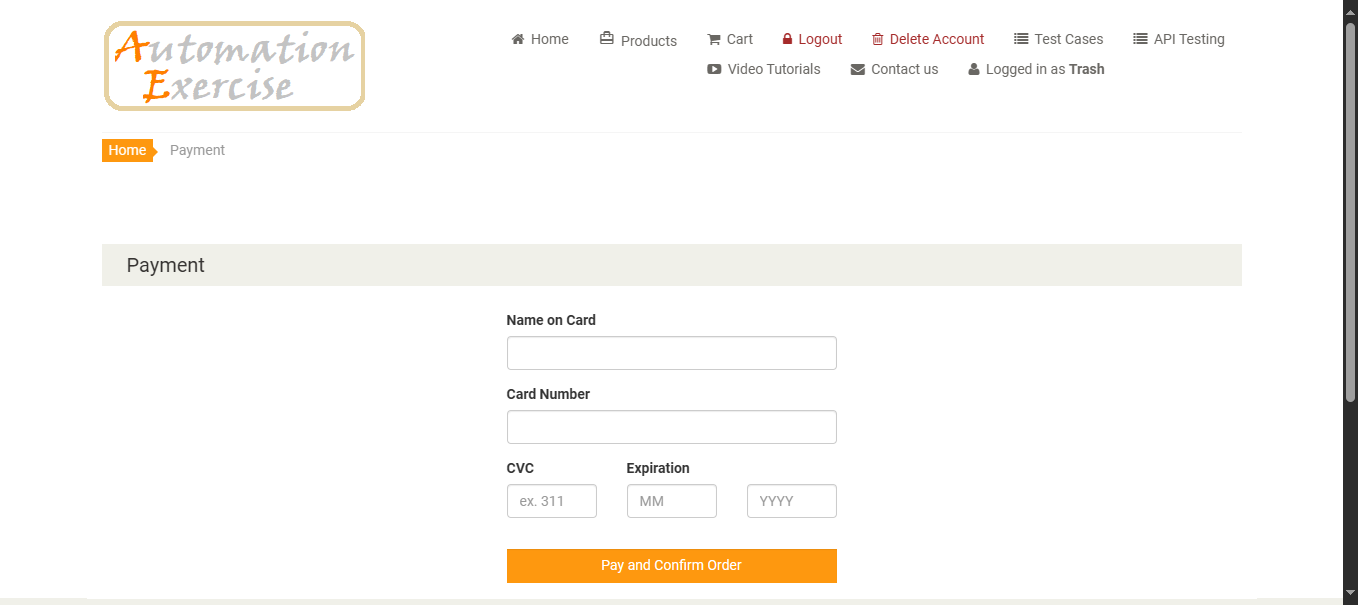 Automation
Exercise
Home Products Cart Logout Delete Account Test Cases API Testing
Video Tutorials Contact us Logged in as Trash
Home Payment
Payment
Name on Card
Card Number
CVC Expiration
ex. 311 MM YYYY
Pay and Confirm Order